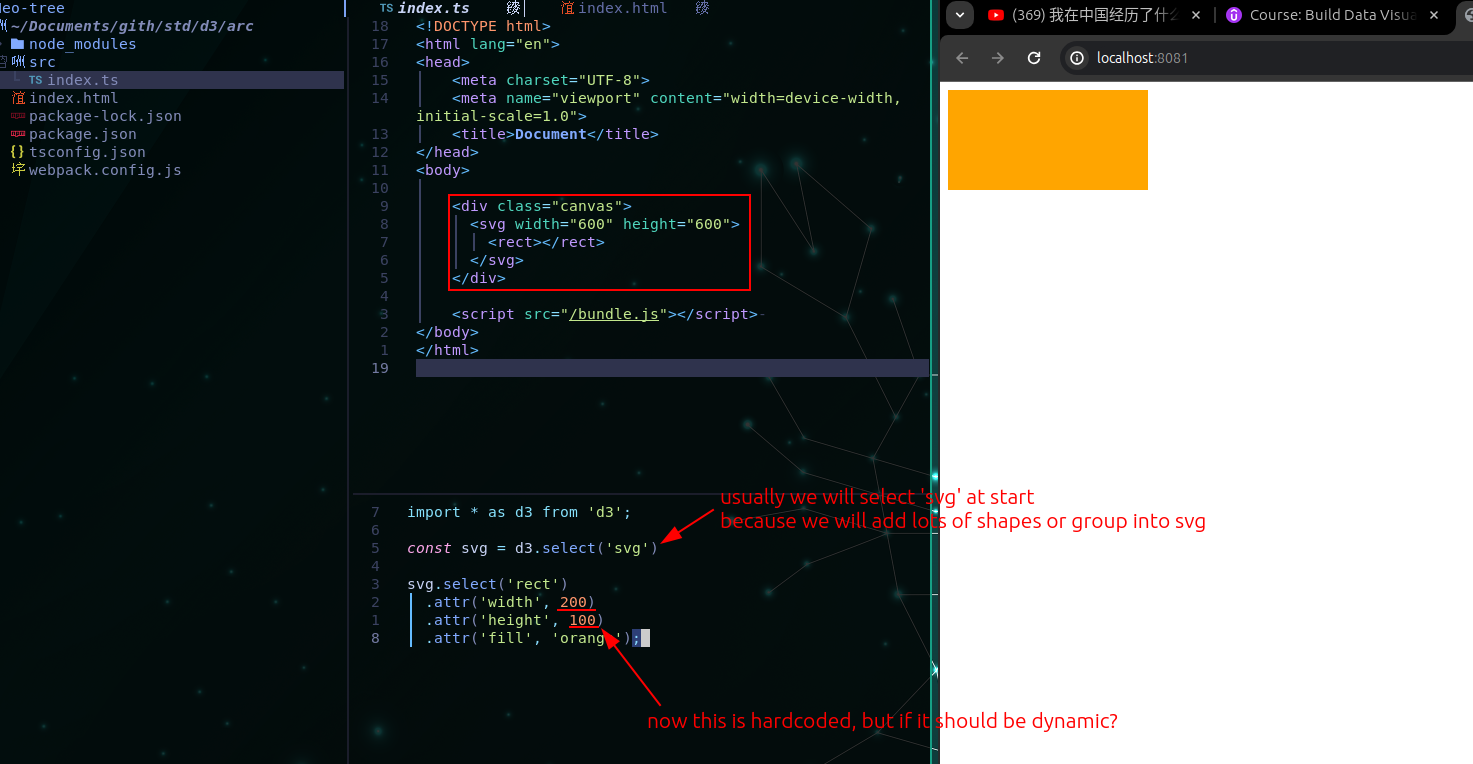 eo-tree
~/Documents/gith/std/d3/arc
node_modules
src
TS index.ts
index.html
package-lock.json
package.json
{} tsconfig.json
webpack.config.js
TS index.ts
index.html
18 <!DOCTYPE html>
17 <html lang="en">
16 <head>
15 <meta charset="UTF-8">
14 <meta name="viewport" content="width=device-width,
initial-scale=1.0">
13 <title>Document</title>
12 </head>
11 <body>
10
9 <div class="canvas">
8 <svg width="600" height="600">
7 <rect></rect>
6 </svg>
5 </div>
4
3 <script src="/bundle.js"></script>
2 </body>
1 </html>
19
7 import * as d3 from 'd3';
6
5 const svg = d3.select('svg')
4
3 svg.select('rect')
2 .attr('width', 200)
1 .attr('height', 100)
8 .attr('fill', 'orange');
usually we will select 'svg' at start
because we will add lots of shapes or group into svg
now this is hardcoded, but if it should be dynamic?
(369) 我在中国经历了什
Course: Build Data Visua
localhost:8081